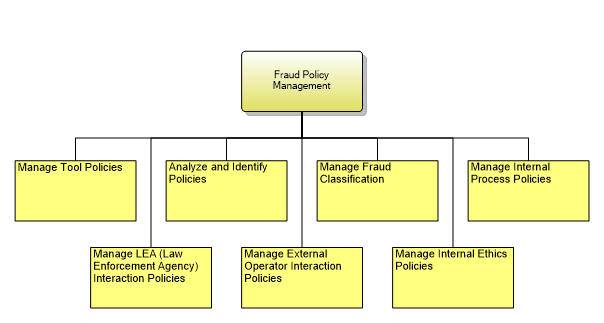 Fraud Policy
Management
Manage Tool Policies
Analyze and Identify
Policies
Manage Fraud
Classification
Manage Internal
Process Policies
Manage LEA (Law
Enforcement Agency)
Interaction Policies
Manage External
Operator Interaction
Policies
Manage Internal Ethics
Policies